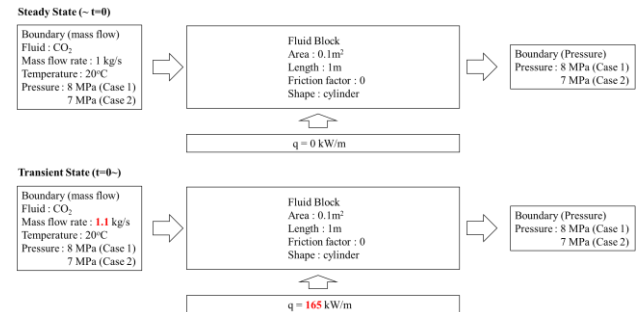 Steady State (~ t=0)
Boundary (mass flow)
Fluid : CO₂
Mass flow rate : 1 kg/s
Temperature : 20°C
Pressure : 8 MPa (Case 1)
7 MPa (Case 2)
Fluid Block
Area : 0.1m²
Length : 1m
Friction factor : 0
Shape : cylinder
Boundary (Pressure)
Pressure : 8 MPa (Case 1)
7 MPa (Case 2)
q = 0 kW/m
Transient State (t=0~)
Boundary (mass flow)
Fluid : CO₂
Mass flow rate : 1.1 kg/s
Temperature : 20°C
Pressure : 8 MPa (Case 1)
7 MPa (Case 2)
Fluid Block
Area : 0.1m²
Length : 1m
Friction factor : 0
Shape : cylinder
Boundary (Pressure)
Pressure : 8 MPa (Case 1)
7 MPa (Case 2)
q = 165 kW/m